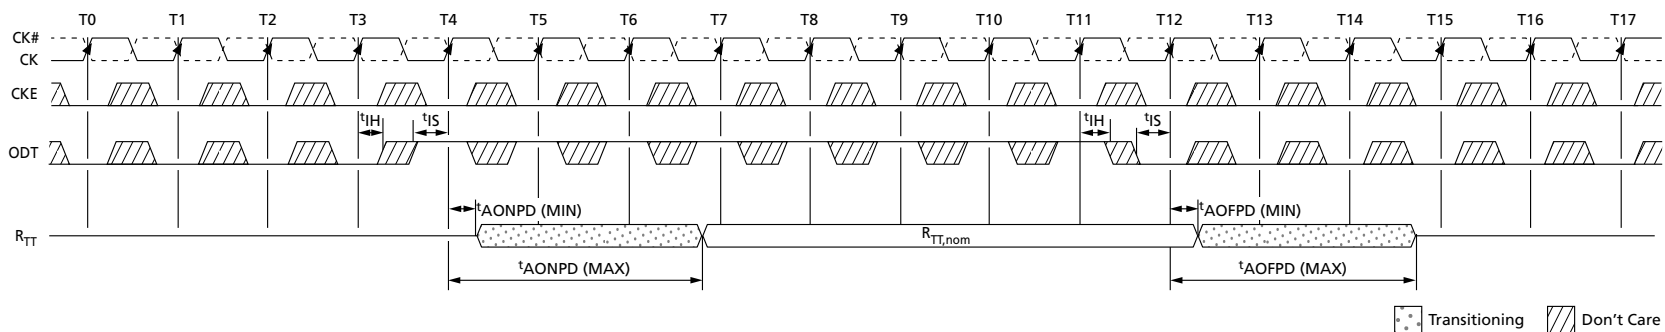 T0 T1 T2 T3 T4 T5 T6 T7 T8 T9 T10 T11 T12 T13 T14 T15 T16 T17
CK#
CK
CKE
tIH tIS tIH tIS
ODT
tAONPD (MIN) tAOFPD (MIN)
RTT RTT,nom
tAONPD (MAX) tAOFPD (MAX)
Transitioning Don't Care